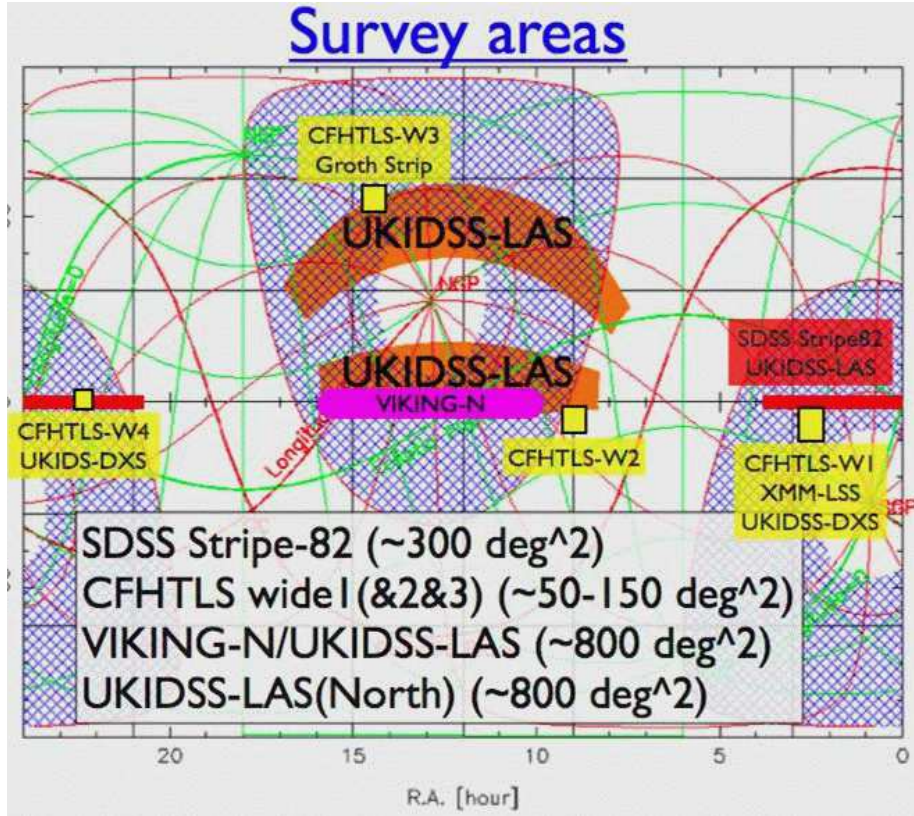 Survey areas
CFHTLS-W3
Groth Strip
UKIDSS-LAS
NGP
SDSS Stripe82
UKIDSS-LAS
UKIDSS-LAS
VIKING-N
CFHTLS-W4
UKIDS-DXS
CFHTLS-W2
CFHTLS-W1
XMM-LSS
UKIDSS-DXS
SDSS Stripe-82 (~300 deg^2)
CFHTLS wide1(&2&3) (~50-150 deg^2)
VIKING-N/UKIDSS-LAS (~800 deg^2)
UKIDSS-LAS(North) (~800 deg^2)
20 15 10 5 0
R.A. [hour]